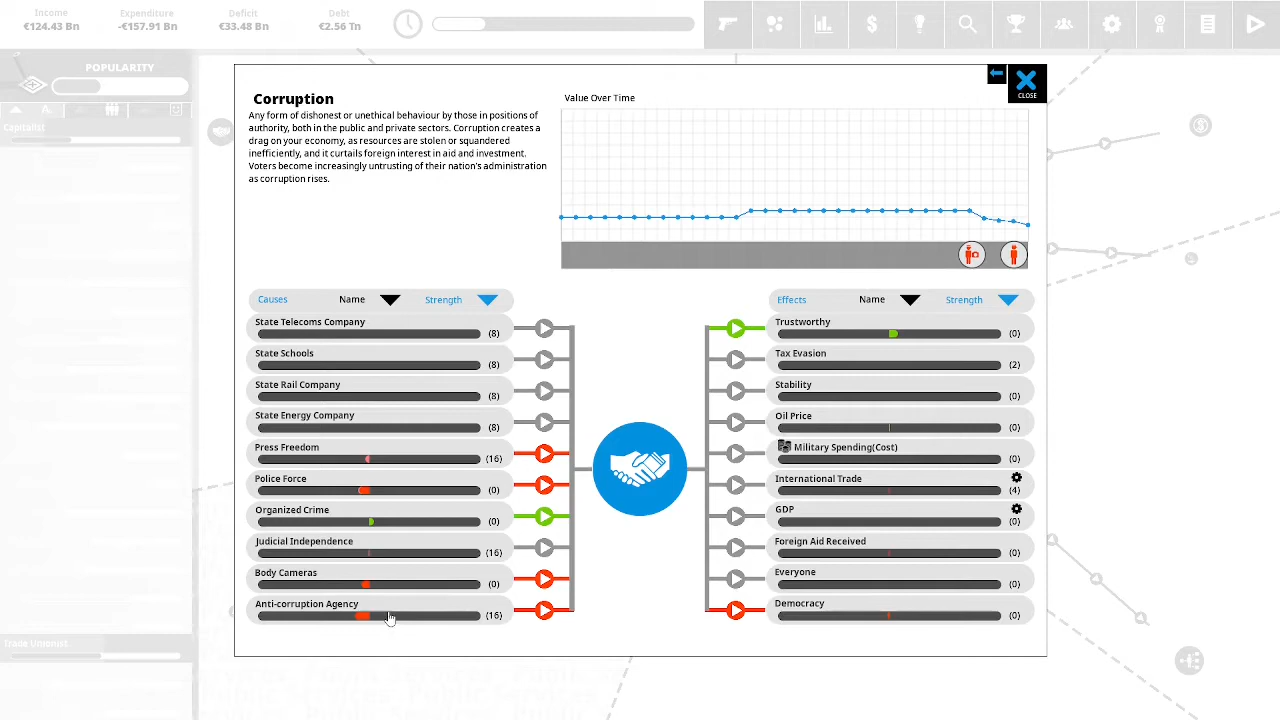 Income
Expenditure
Deficit
Debt
€124.43 Bn
-€157.91 Bn
€33.48 Bn
€2.56 Tn
POPULARITY
Capitalist
Trade Unionist
CLOSE
Corruption
Any form of dishonest or unethical behaviour by those in positions of
authority, both in the public and private sectors. Corruption creates a
drag on your economy, as resources are stolen or squandered
inefficiently, and it curtails foreign interest in aid and investment.
Voters become increasingly untrusting of their nation's administration
as corruption rises.
Value Over Time
Causes
Name
Strength
State Telecoms Company
(8)
State Schools
(8)
State Rail Company
(8)
State Energy Company
(8)
Press Freedom
(16)
Police Force
(0)
Organized Crime
(0)
Judicial Independence
(16)
Body Cameras
(0)
Anti-corruption Agency
(16)
Effects
Name
Strength
Trustworthy
(0)
Tax Evasion
(2)
Stability
(0)
Oil Price
(0)
Military Spending(Cost)
(0)
International Trade
(4)
GDP
(0)
Foreign Aid Received
(0)
Everyone
(0)
Democracy
(0)
Public Services